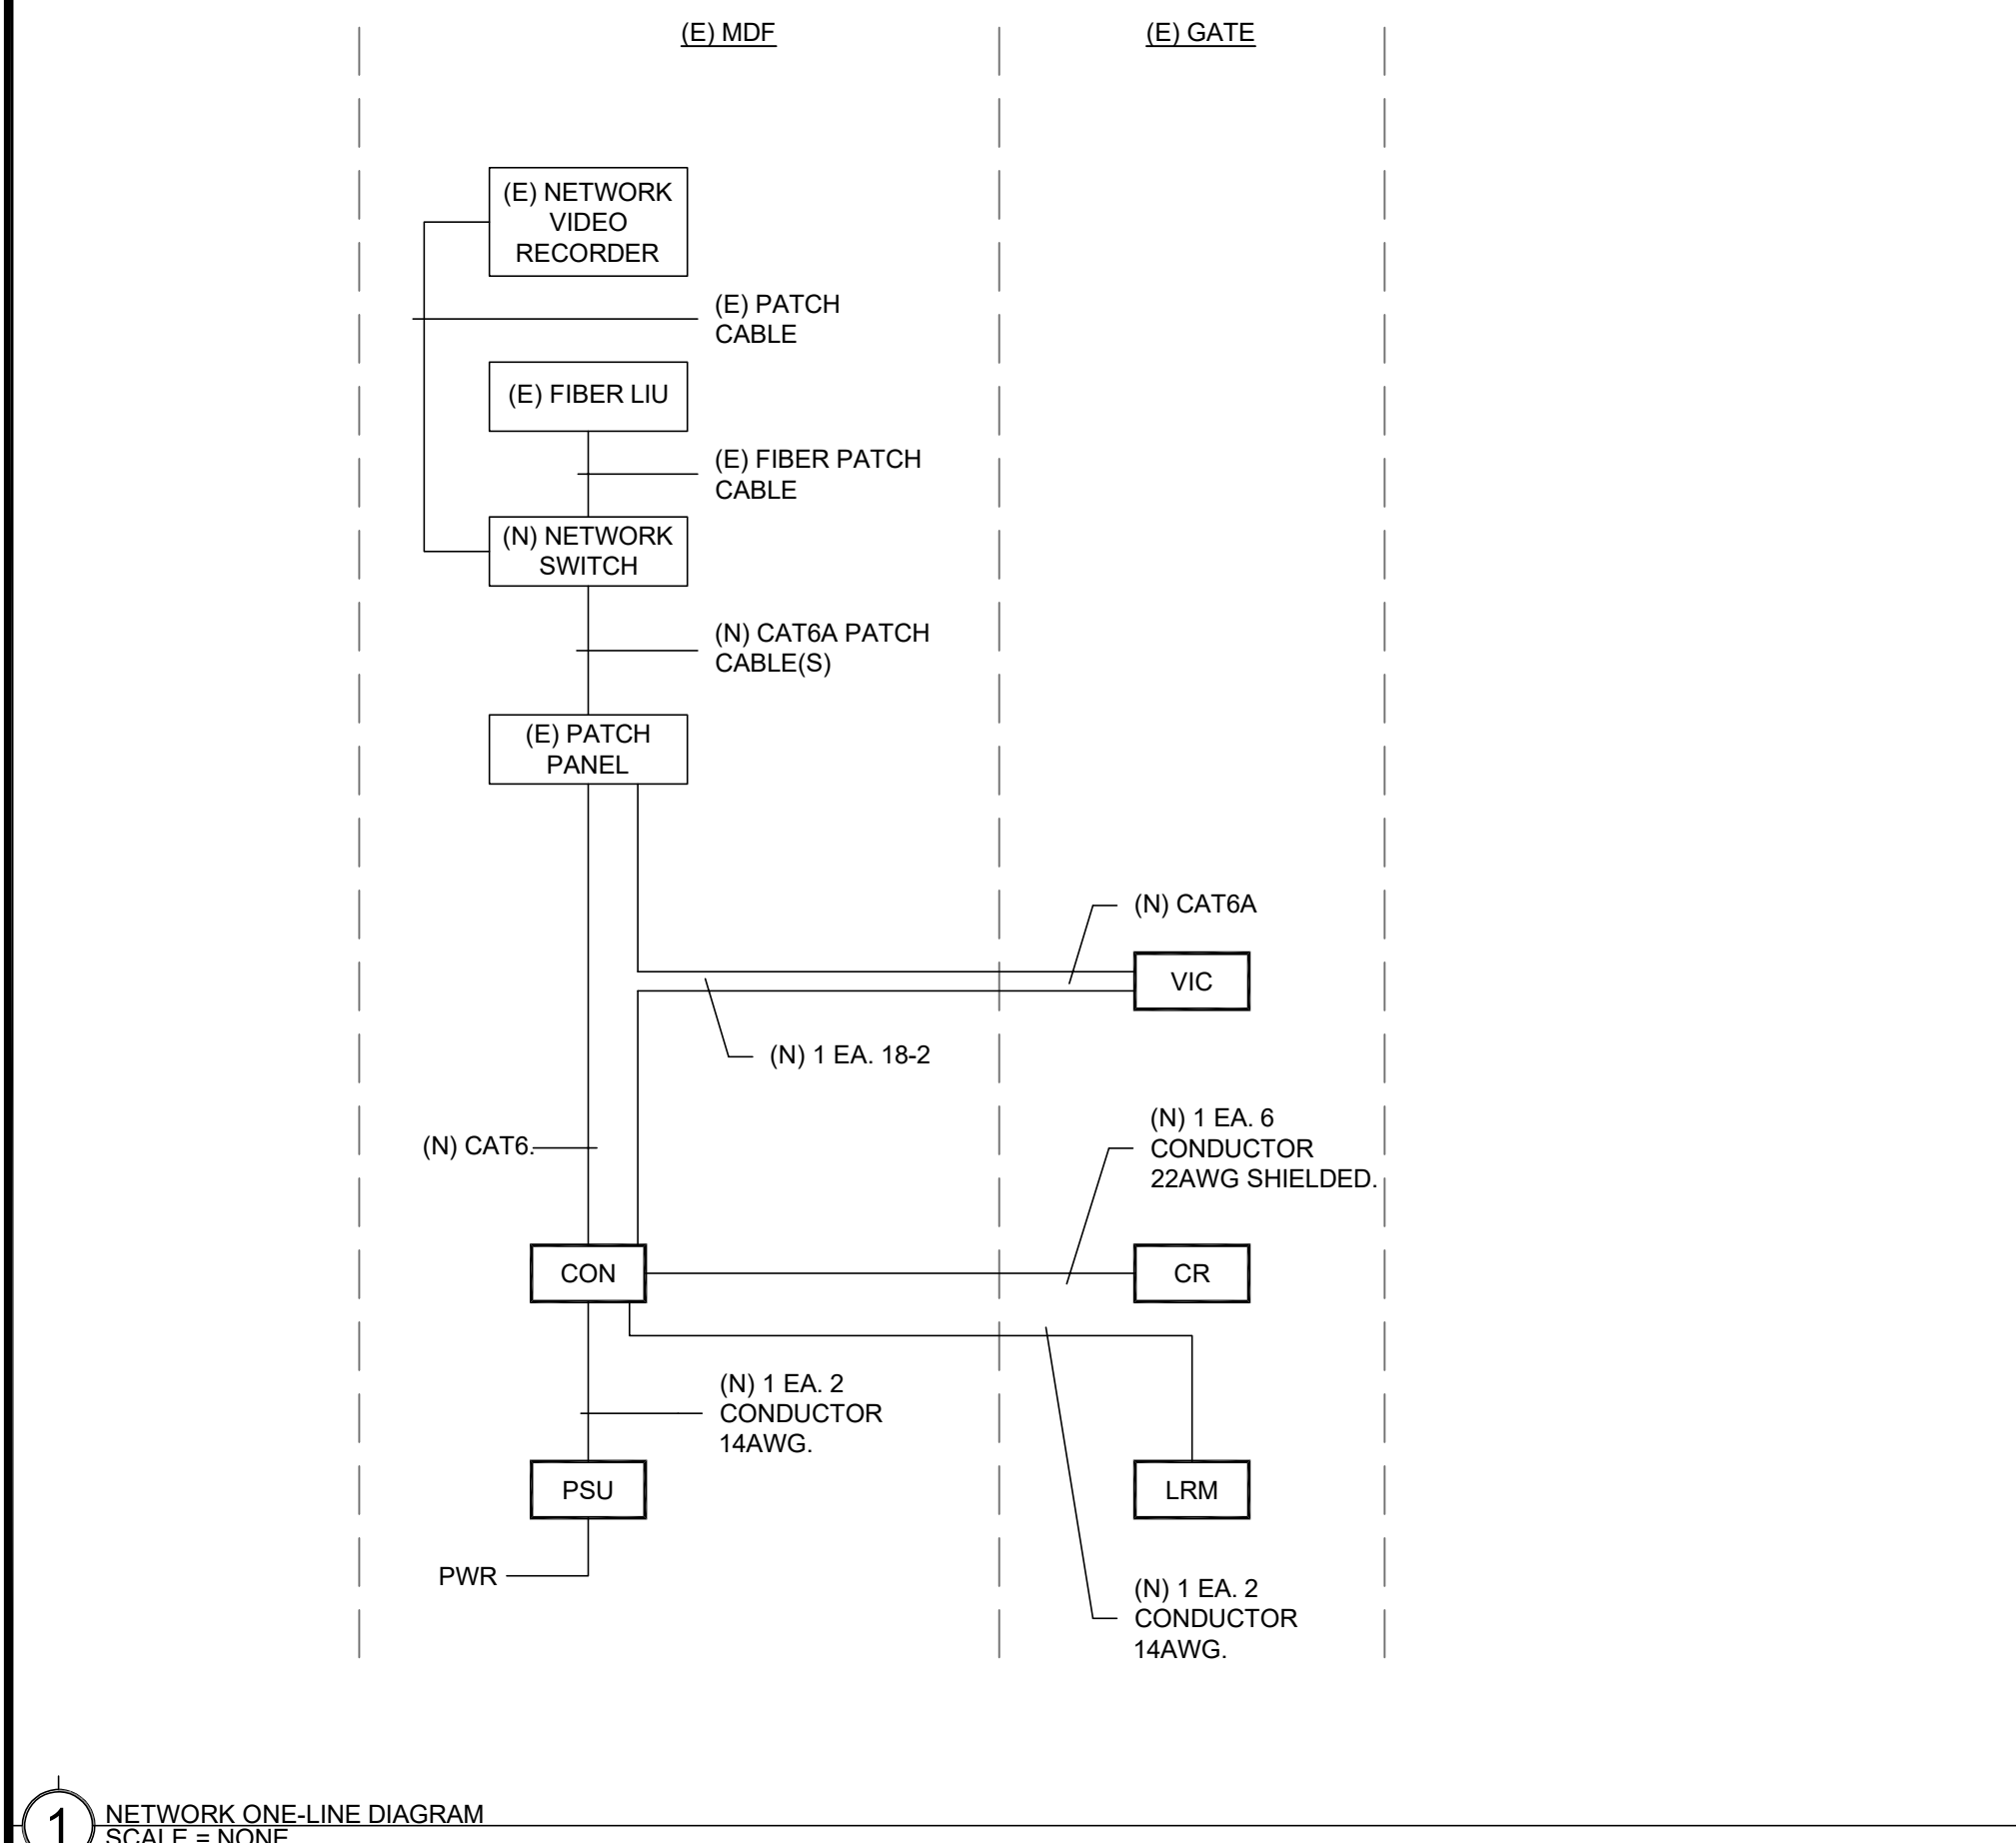 (E) MDF
(E) GATE
(E) NETWORK
VIDEO
RECORDER
(E) PATCH
CABLE
(E) FIBER LIU
(E) FIBER PATCH
CABLE
(N) NETWORK
SWITCH
(N) CAT6A PATCH
CABLE(S)
(E) PATCH
PANEL
(N) CAT6A
VIC
(N) 1 EA. 18-2
(N) CAT6.
(N) 1 EA. 6
CONDUCTOR
22AWG SHIELDED.
CON
CR
(N) 1 EA. 2
CONDUCTOR
14AWG.
PSU
LRM
PWR
(N) 1 EA. 2
CONDUCTOR
14AWG.
1
NETWORK ONE-LINE DIAGRAM
SCALE = NONE